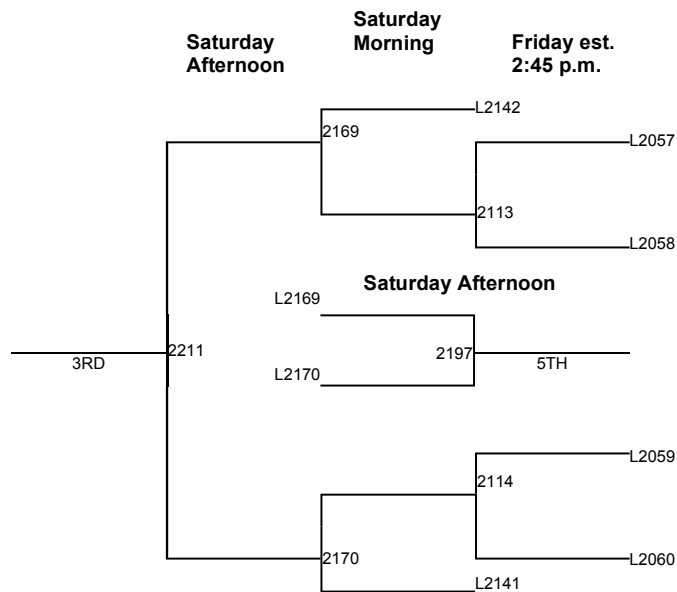 Saturday
Afternoon
Saturday
Morning
Friday est.
2:45 p.m.
L2142
2169
L2057
2113
L2058
Saturday Afternoon
L2169
2211
2197
3RD
5TH
L2170
L2059
2114
2170
L2060
L2141